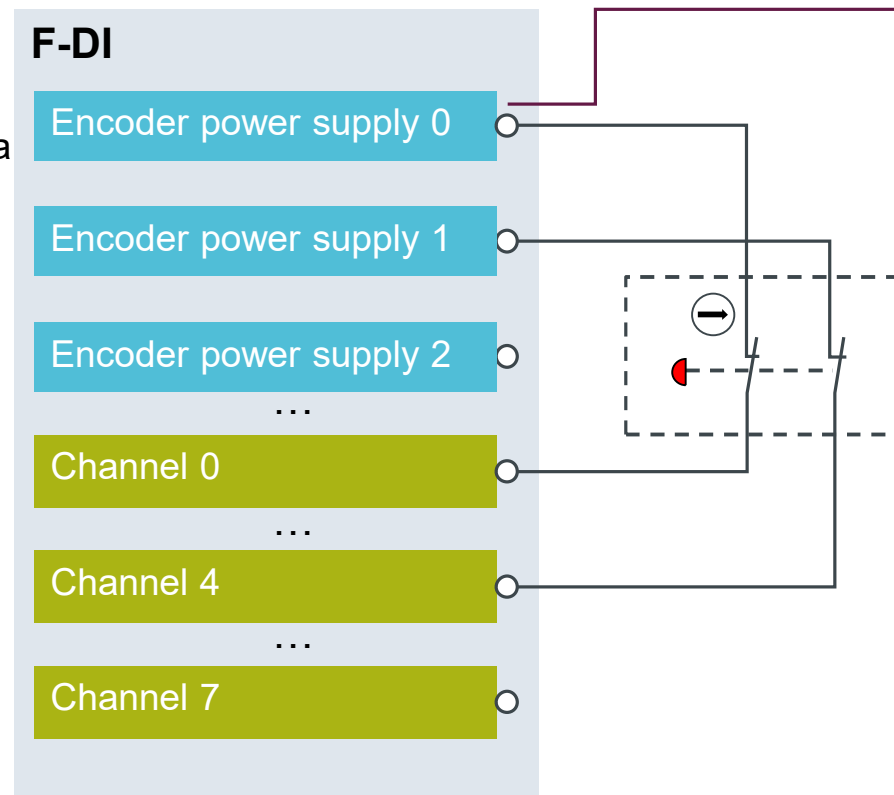 F-DI
Encoder power supply 0
a
Encoder power supply 1
Encoder power supply 2
...
Channel 0
...
Channel 4
...
Channel 7